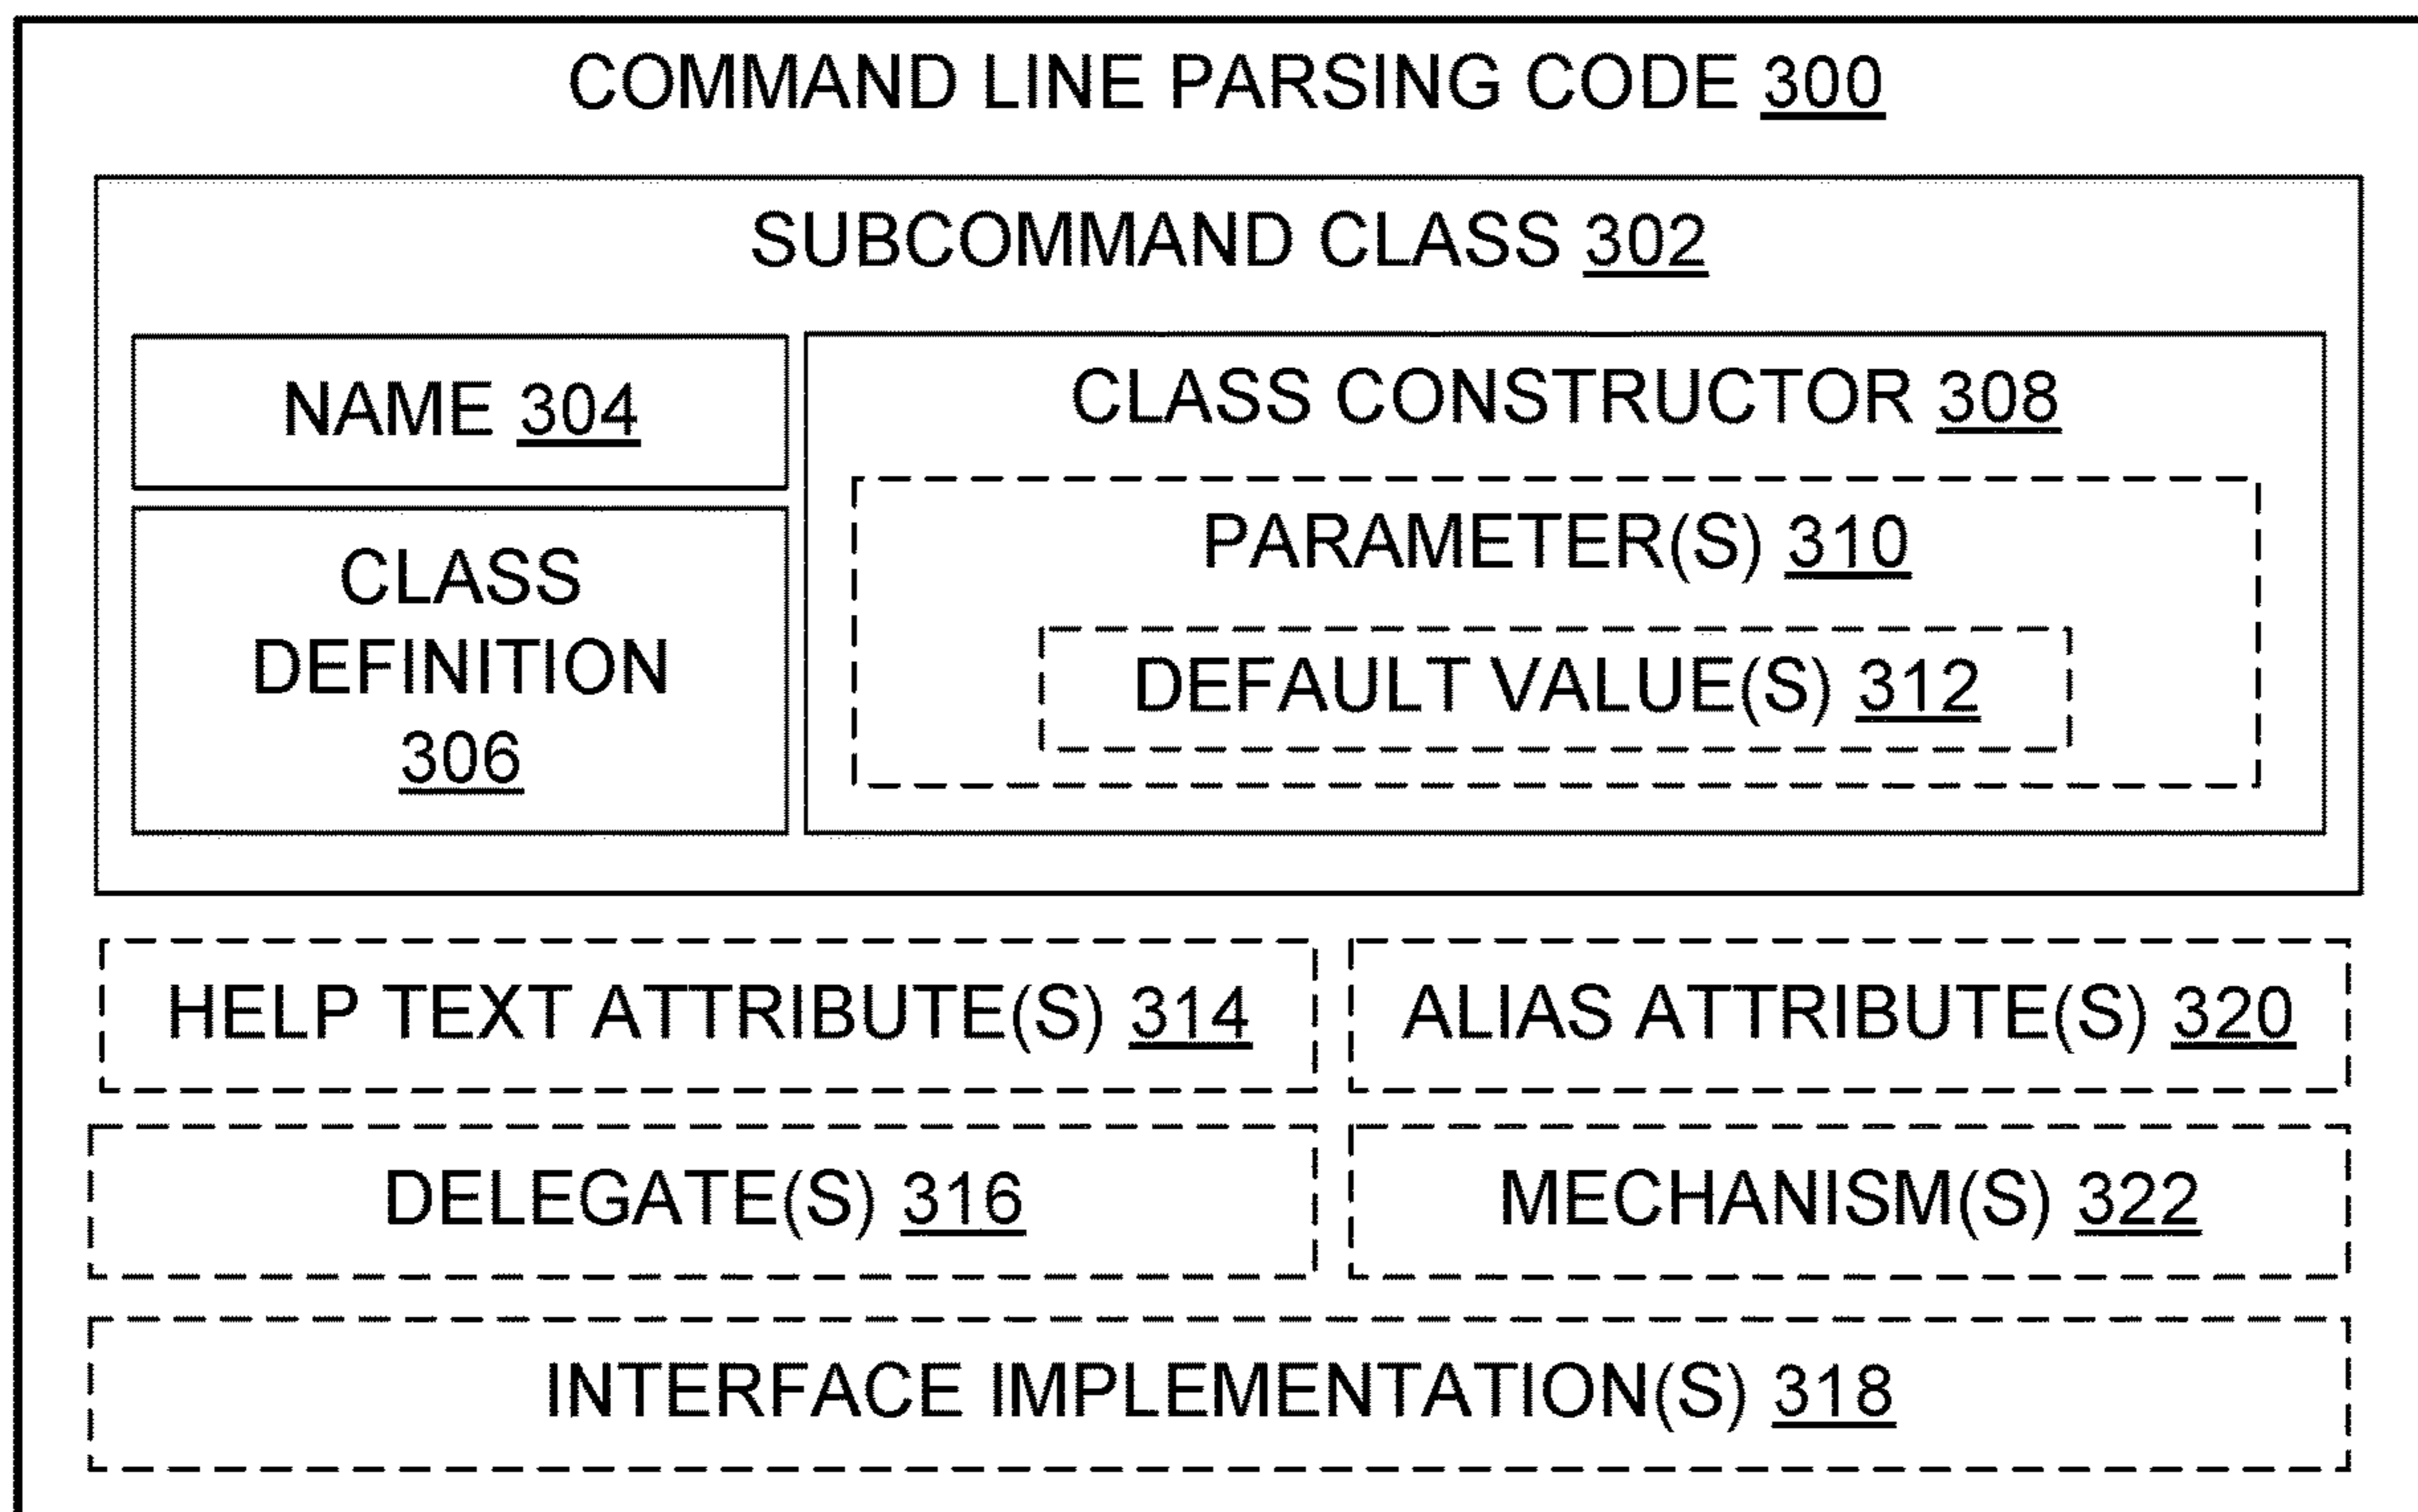 COMMAND LINE PARSING CODE 300
SUBCOMMAND CLASS 302
NAME 304
CLASS
DEFINITION
306
CLASS CONSTRUCTOR 308
PARAMETER(S) 310
DEFAULT VALUE(S) 312
HELP TEXT ATTRIBUTE(S) 314
ALIAS ATTRIBUTE(S) 320
DELEGATE(S) 316
MECHANISM(S) 322
INTERFACE IMPLEMENTATION(S) 318